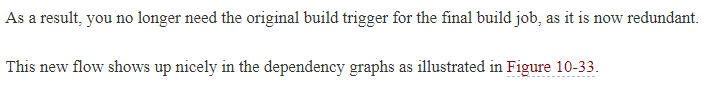 As a result, you no longer need the original build trigger for the final build job, as it is now redundant.
This new flow shows up nicely in the dependency graphs as illustrated in Figure 10-33.